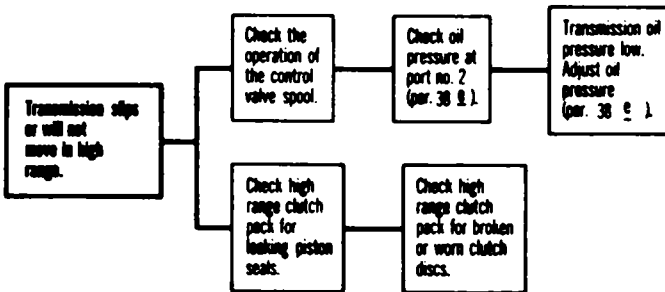 Transmission slips
or will not
move in high
range.
Check the
operation of
the control
valve spool.
Check oil
pressure at
port no. 2
(par. 38 e ).
Transmission oil
pressure low.
Adjust oil
pressure
(par. 38 e ).
Check high
range clutch
pack for
leaking piston
seals.
Check high
range clutch
pack for broken
or worn clutch
discs.